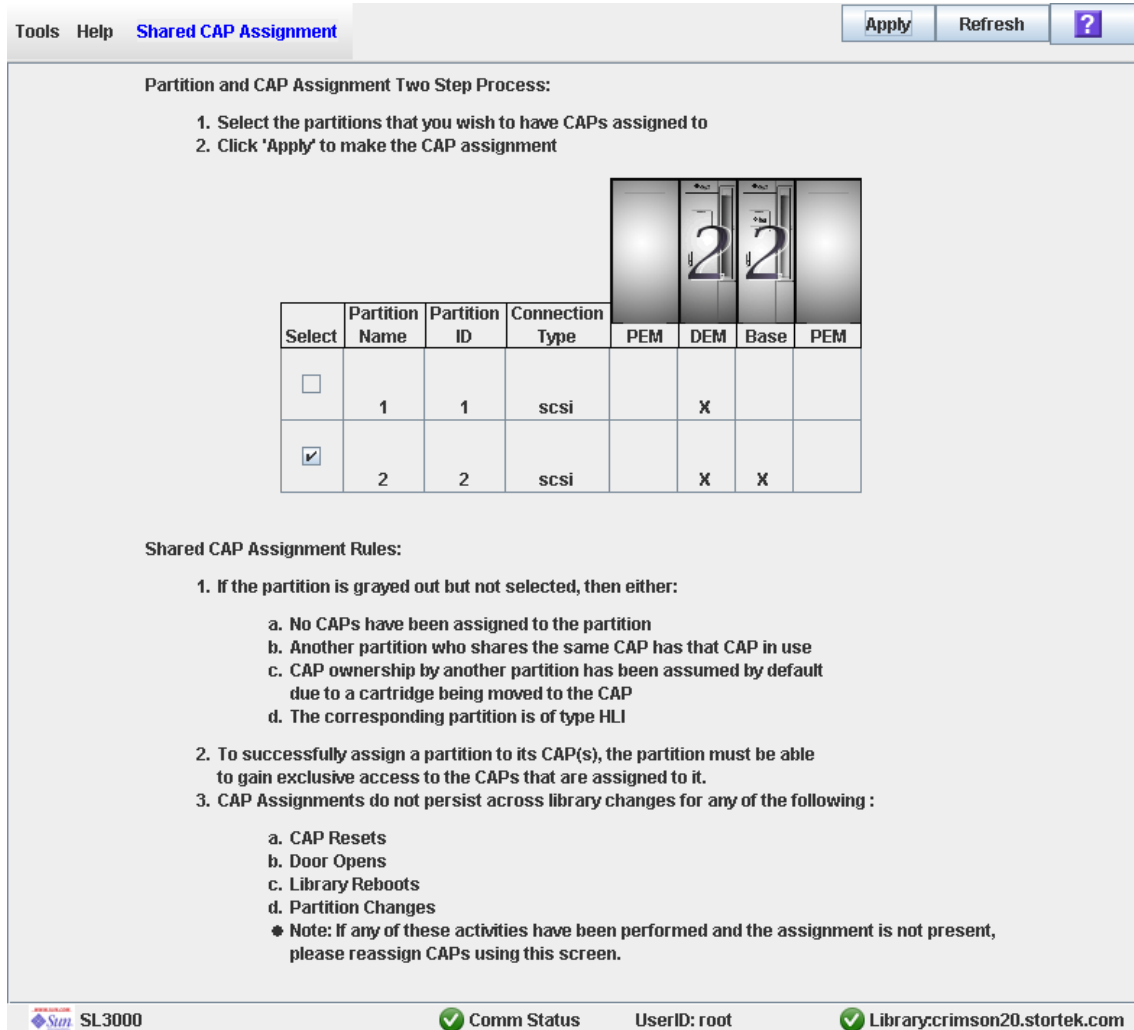 Tools Help Shared CAP Assignment Apply Refresh ?
Partition and CAP Assignment Two Step Process:
1. Select the partitions that you wish to have CAPs assigned to
2. Click 'Apply' to make the CAP assignment
2 2
Select Partition Name Partition ID Connection Type PEM DEM Base PEM
1 1 scsi X
2 2 scsi X X
Shared CAP Assignment Rules:
1. If the partition is grayed out but not selected, then either:
a. No CAPs have been assigned to the partition
b. Another partition who shares the same CAP has that CAP in use
c. CAP ownership by another partition has been assumed by default
due to a cartridge being moved to the CAP
d. The corresponding partition is of type HLI
2. To successfully assign a partition to its CAP(s), the partition must be able
to gain exclusive access to the CAPs that are assigned to it.
3. CAP Assignments do not persist across library changes for any of the following :
a. CAP Resets
b. Door Opens
c. Library Reboots
d. Partition Changes
Note: If any of these activities have been performed and the assignment is not present,
please reassign CAPs using this screen.
Sun SL3000 Comm Status UserID: root Library:crimson20.stortek.com